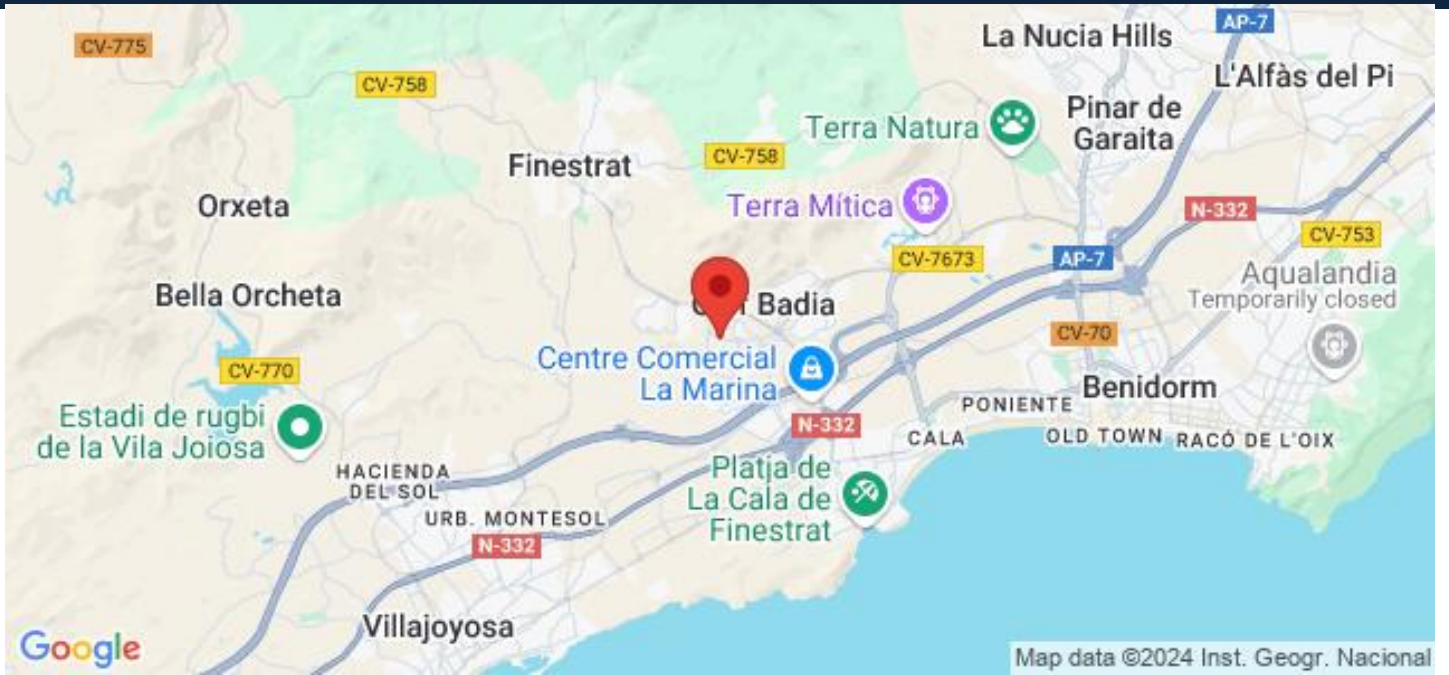 AP-7
CV-775
La Nucia Hills
L'Alfàs del Pi
CV-758
Pinar de
Garaita
Terra Natura
Finestrat
CV-758
Orxeta
Terra Mítica
N-332
CV-753
CV-7673
AP-7
Aqualandia
Temporarily closed
Bella Orcheta
Badia
CV-70
Centre Comercial
La Marina
CV-770
Benidorm
PONIENTE
Estadi de rugbi
de la Vila Joiosa
N-332
CALA
OLD TOWN
RACÓ DE L'OIX
HACIENDA
DEL SOL
Platja de
La Cala de
Finestrat
URB. MONTESOL
N-332
Villajoyosa
Google
Map data ©2024 Inst. Geogr. Nacional